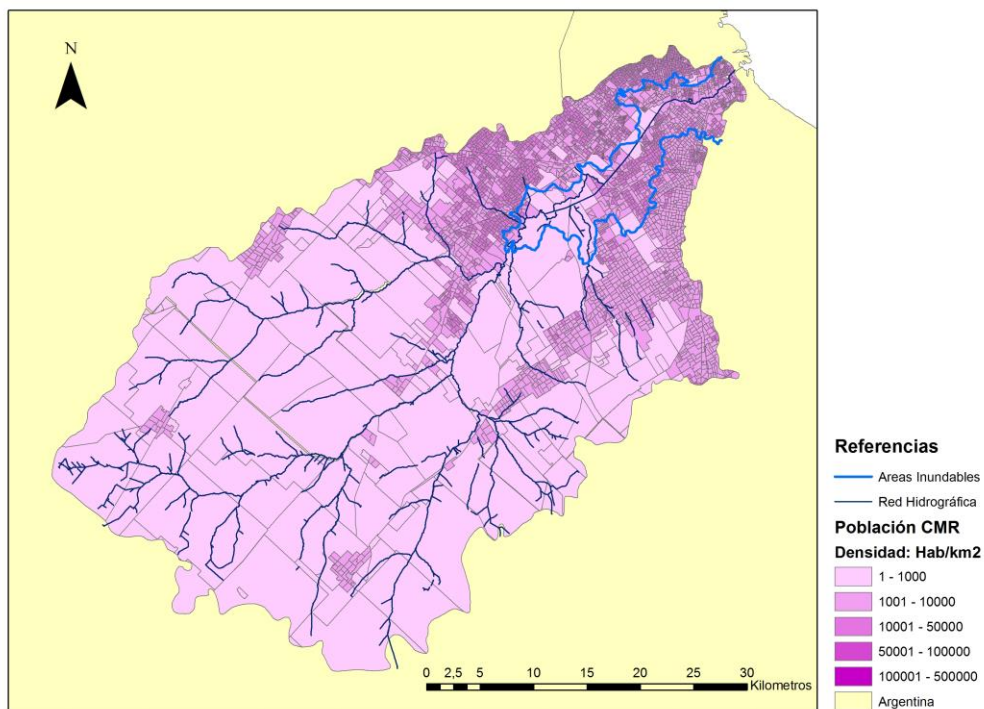 N
Referencias
Areas Inundables
Red Hidrográfica
Población CMR
Densidad: Hab/km2
1 - 1000
1001 - 10000
10001 - 50000
50001 - 100000
100001 - 500000
Argentina
0 2,5 5 10 15 20 25 30
Kilometros